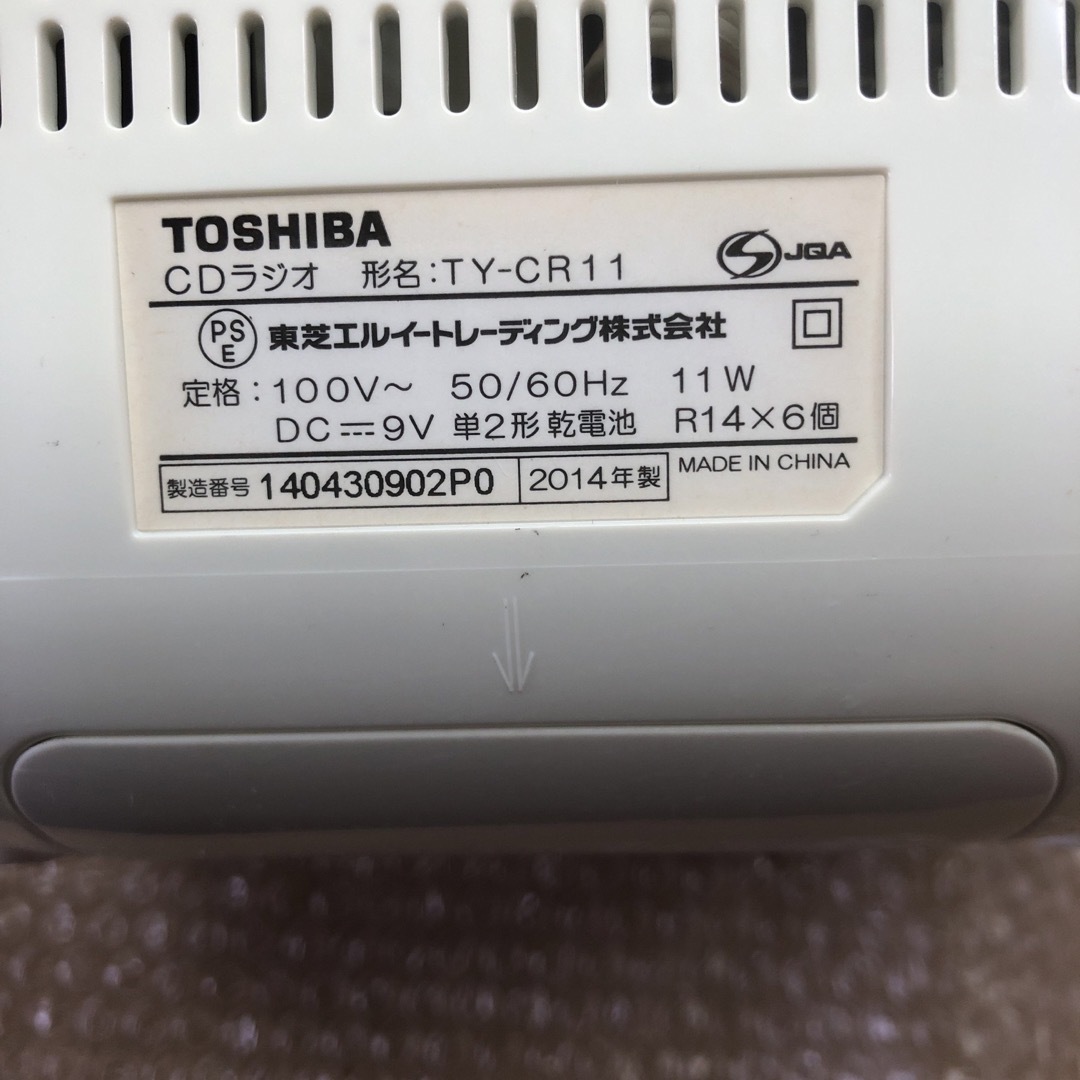 TOSHIBA
CDラジオ 形名:TY-CR11
JQA
PSE 東芝エルイートレーディング株式会社
定格:100V〜 50/60Hz 11W
DC⎓9V 単2形乾電池 R14×6個
製造番号 140430902P0 2014年製 MADE IN CHINA